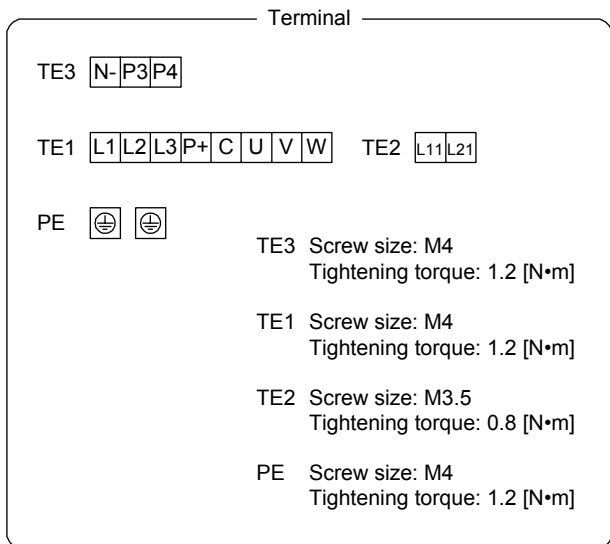 Terminal
TE3 N- P3 P4
TE1 L1 L2 L3 P+ C U V W TE2 L11 L21
PE
TE3 Screw size: M4
Tightening torque: 1.2 [N•m]
TE1 Screw size: M4
Tightening torque: 1.2 [N•m]
TE2 Screw size: M3.5
Tightening torque: 0.8 [N•m]
PE Screw size: M4
Tightening torque: 1.2 [N•m]